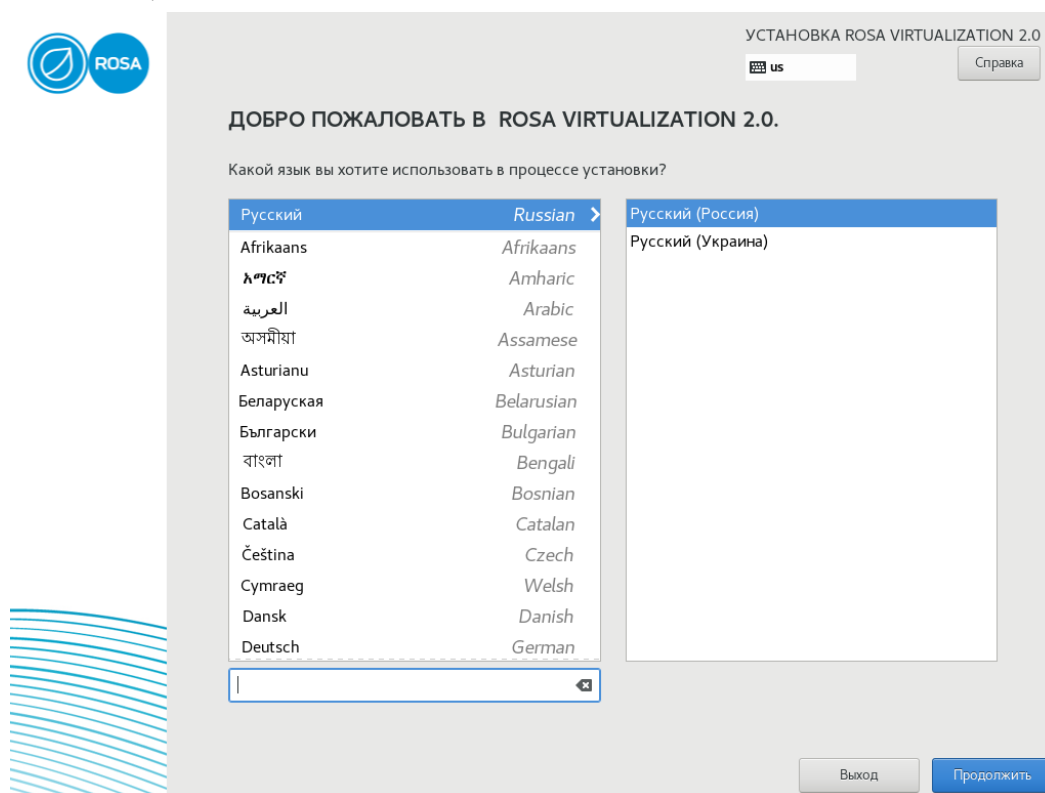 ROSA
УСТАНОВКА ROSA VIRTUALIZATION 2.0
us
Справка
ДОБРО ПОЖАЛОВАТЬ В ROSA VIRTUALIZATION 2.0.
Какой язык вы хотите использовать в процессе установки?
Русский Russian
Afrikaans Afrikaans
አማርኛ Amharic
العربية Arabic
অসমীয়া Assamese
Asturianu Asturian
Беларуская Belarusian
Български Bulgarian
বাংলা Bengali
Bosanski Bosnian
Català Catalan
Čeština Czech
Cymraeg Welsh
Dansk Danish
Deutsch German
Русский (Россия)
Русский (Украина)
Выход
Продолжить